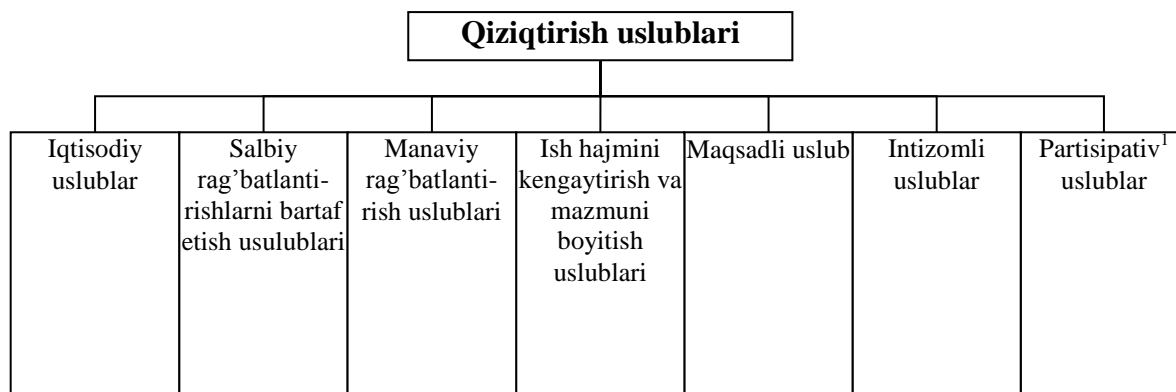 Qiziqtirish uslublari
Iqtisodiy
uslublar
Salbiy
rag’batlanti-
rishlarni bartaf
etish usulublari
Manaviy
rag’batlanti-
rish uslublari
Ish hajmini
kengaytirish va
mazmuni
boyitish
uslublari
Maqsadli uslub
Intizomli
uslublar
Partisipativ¹
uslublar